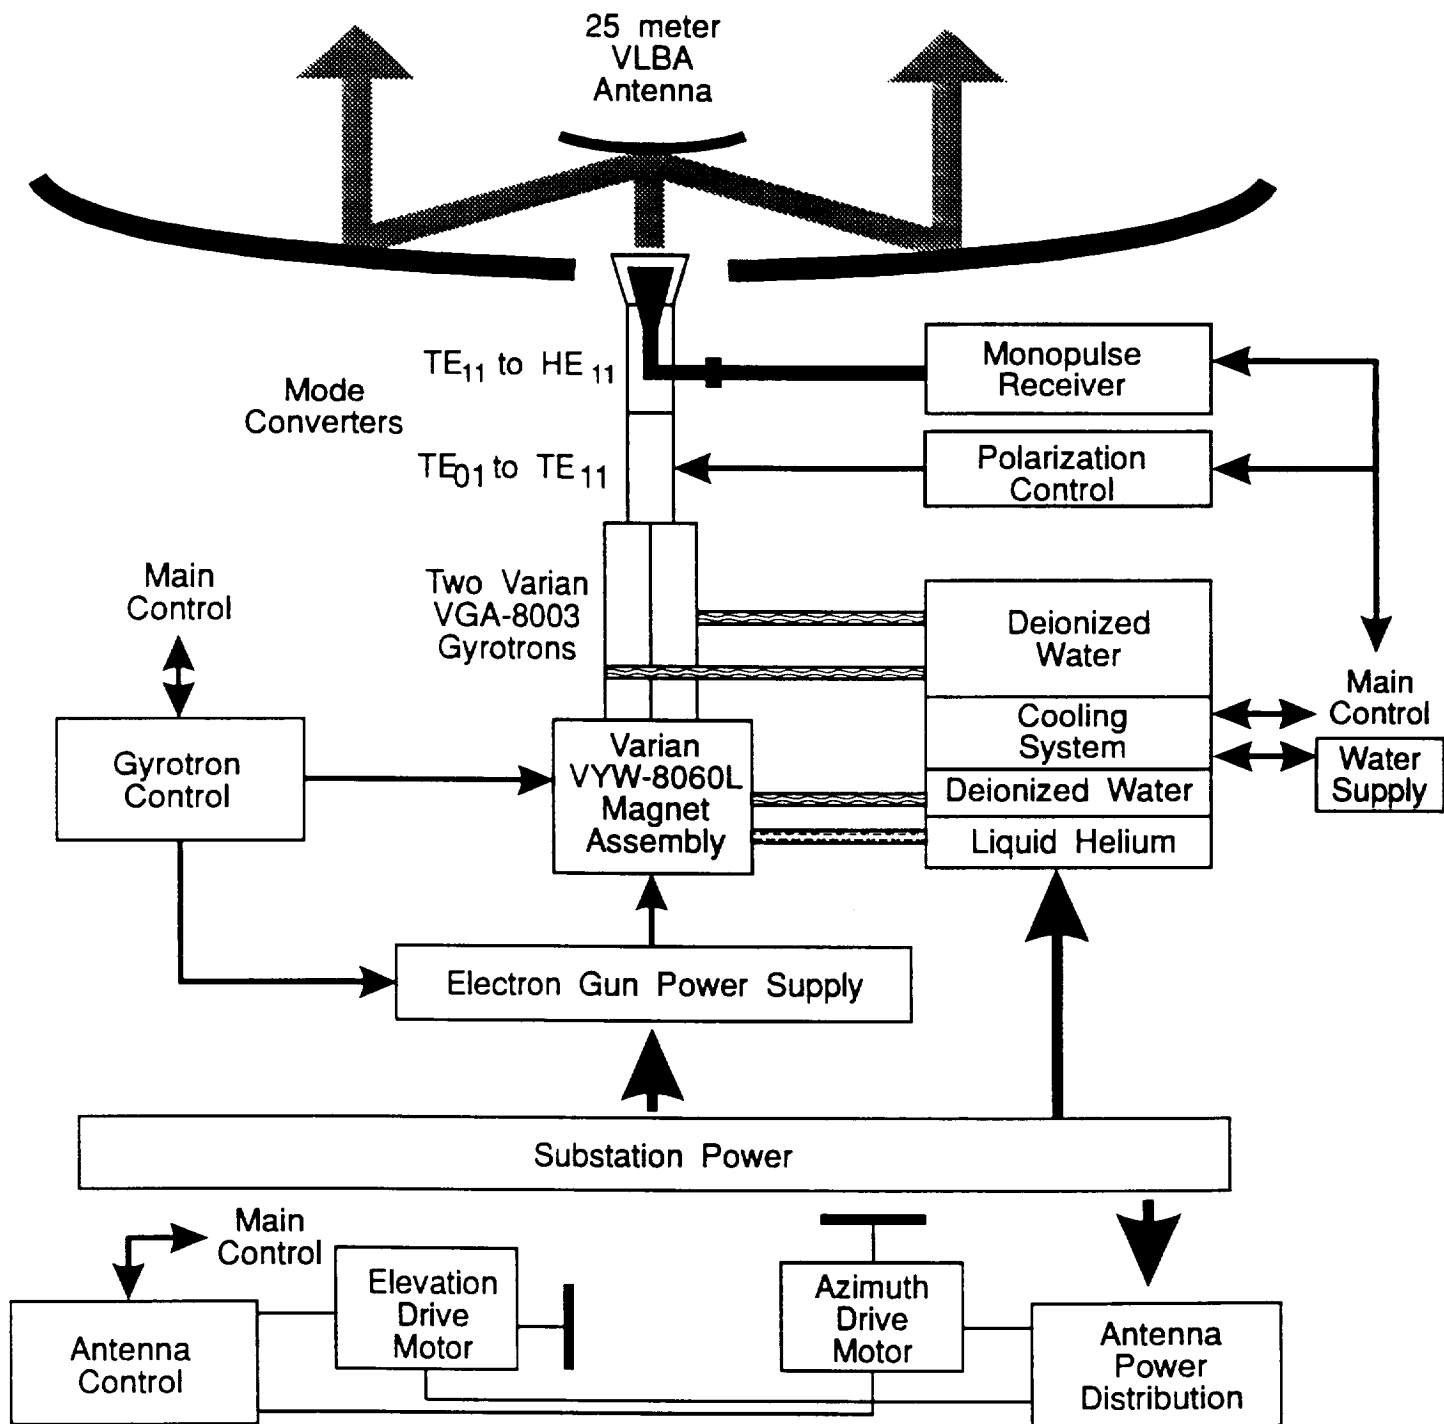 25 meter
VLBA
Antenna
TE11 to HE11
Mode
Converters
TE01 to TE11
Monopulse
Receiver
Polarization
Control
Main
Control
Two Varian
VGA-8003
Gyrotrons
Deionized
Water
Cooling
System
Deionized Water
Liquid Helium
Main
Control
Water
Supply
Gyrotron
Control
Varian
VYW-8060L
Magnet
Assembly
Electron Gun Power Supply
Substation Power
Main
Control
Antenna
Control
Elevation
Drive
Motor
Azimuth
Drive
Motor
Antenna
Power
Distribution